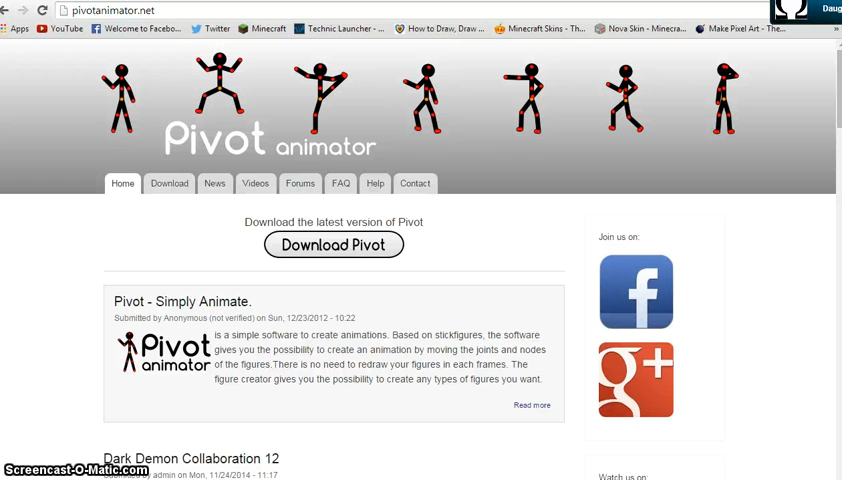 pivotanimator.net
Daug
Apps YouTube Welcome to Facebo... Twitter Minecraft Technic Launcher - ... How to Draw, Draw ... Minecraft Skins - Th... Nova Skin - Minecra... Make Pixel Art - The... »
Pivot animator
Home Download News Videos Forums FAQ Help Contact
Download the latest version of Pivot
Download Pivot
Join us on:
f
g+
Pivot - Simply Animate.
Submitted by Anonymous (not verified) on Sun, 12/23/2012 - 10:22
Pivot
animator
is a simple software to create animations. Based on stickfigures, the software
gives you the possibility to create an animation by moving the joints and nodes
of the figures.There is no need to redraw your figures in each frames. The
figure creator gives you the possibility to create any types of figures you want.
Read more
Dark Demon Collaboration 12
Submitted by admin on Mon, 11/24/2014 - 11:17
Screencast-O-Matic.com
Watch us on: